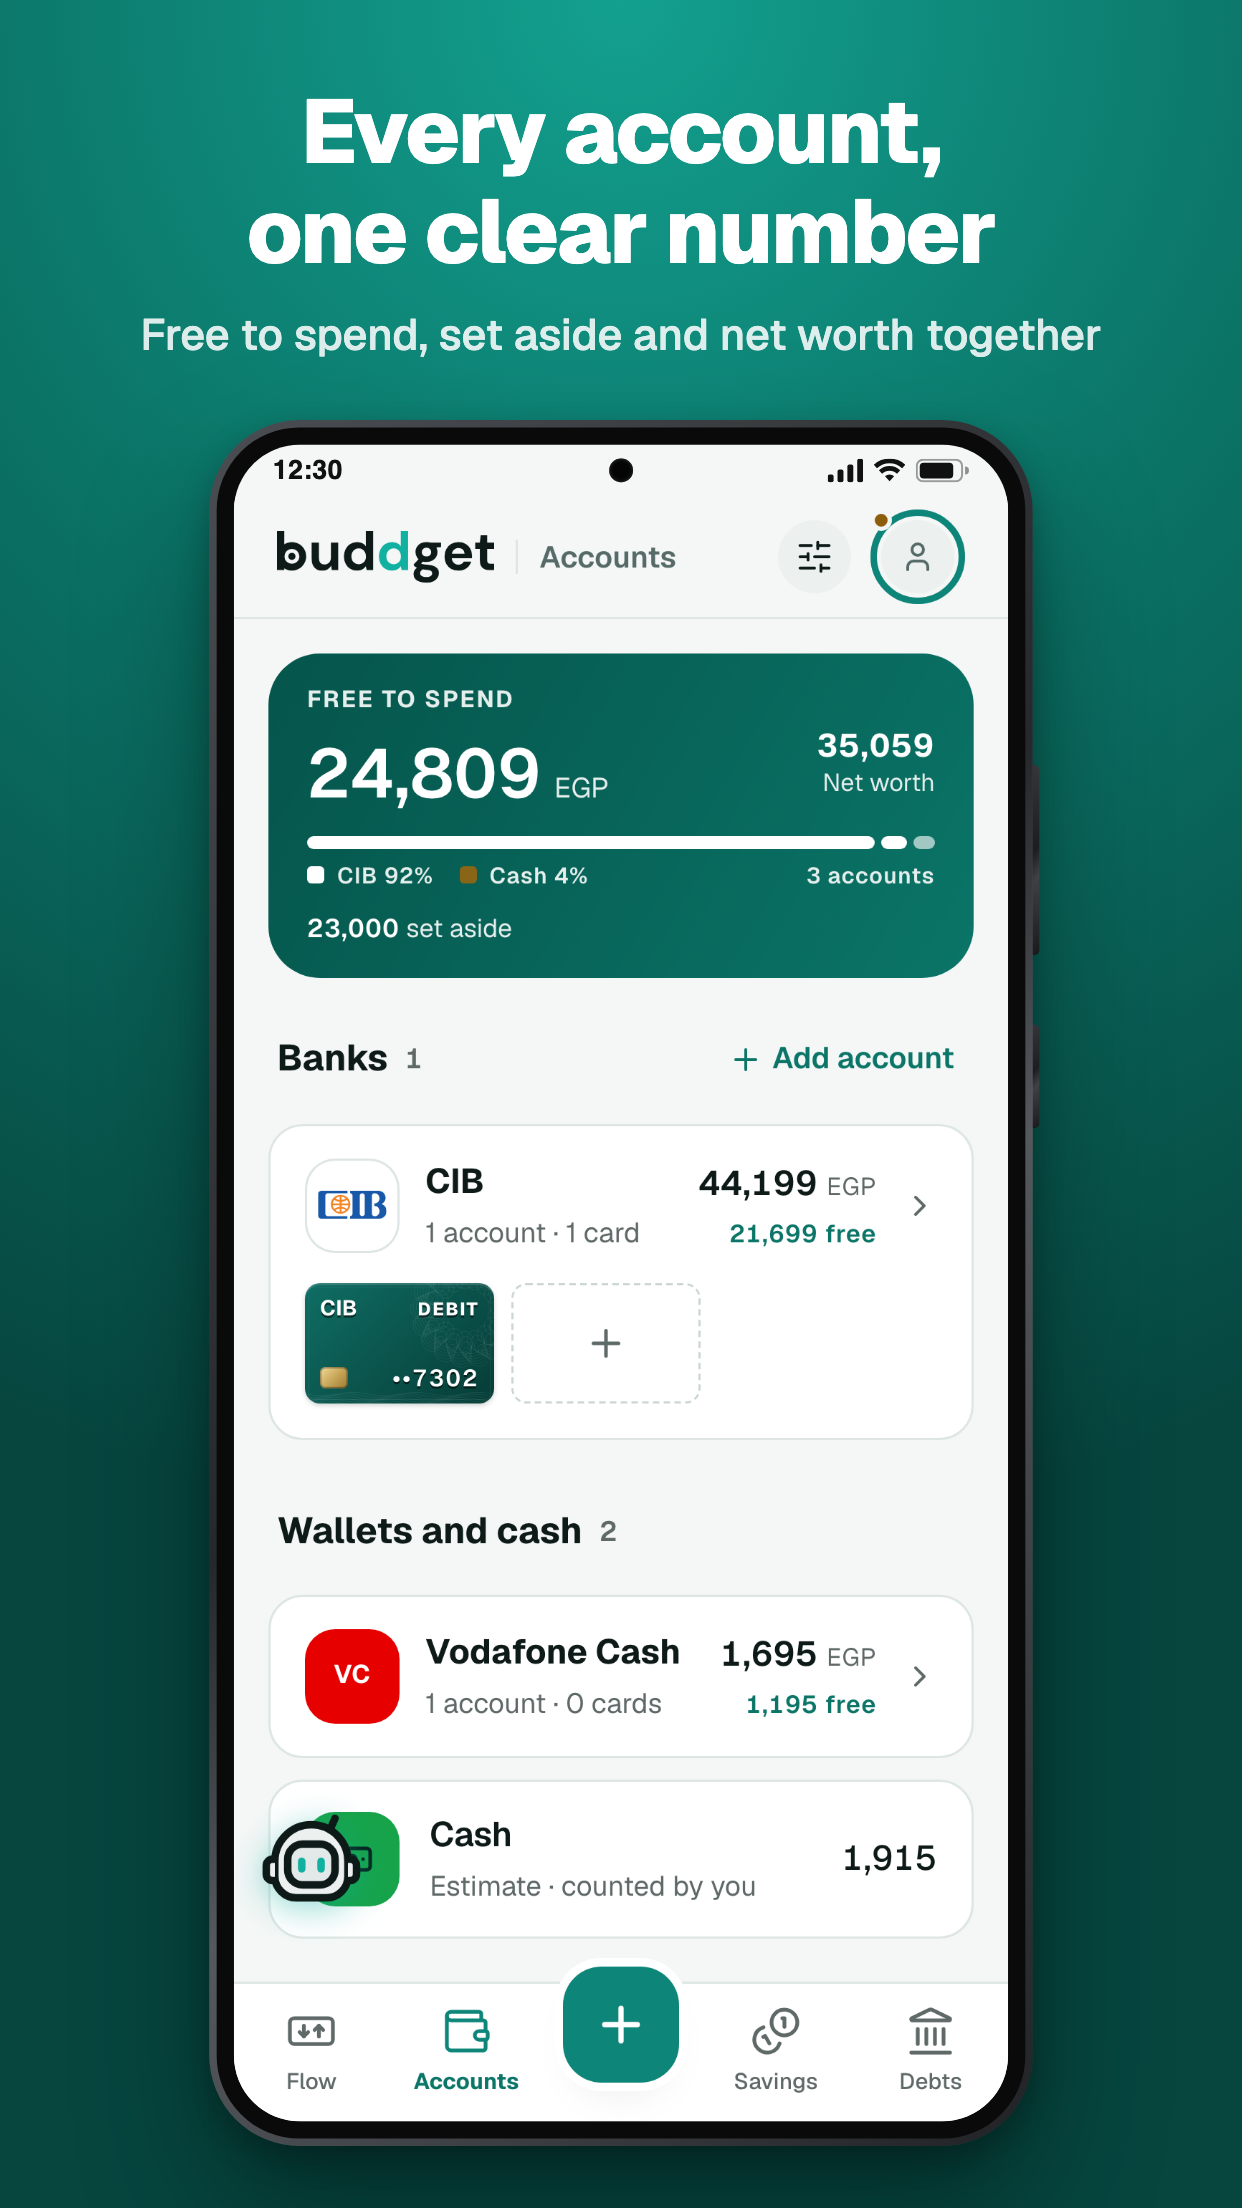 Every account,
one clear number
Free to spend, set aside and net worth together
12:30
buddget
Accounts
FREE TO SPEND
24,809 EGP
35,059
Net worth
CIB 92%
Cash 4%
3 accounts
23,000 set aside
Banks 1
+ Add account
CIB
CIB
44,199 EGP
1 account · 1 card
21,699 free
CIB
DEBIT
••7302
Wallets and cash 2
VC
Vodafone Cash
1,695 EGP
1 account · 0 cards
1,195 free
Cash
1,915
Estimate · counted by you
Flow
Accounts
Savings
Debts